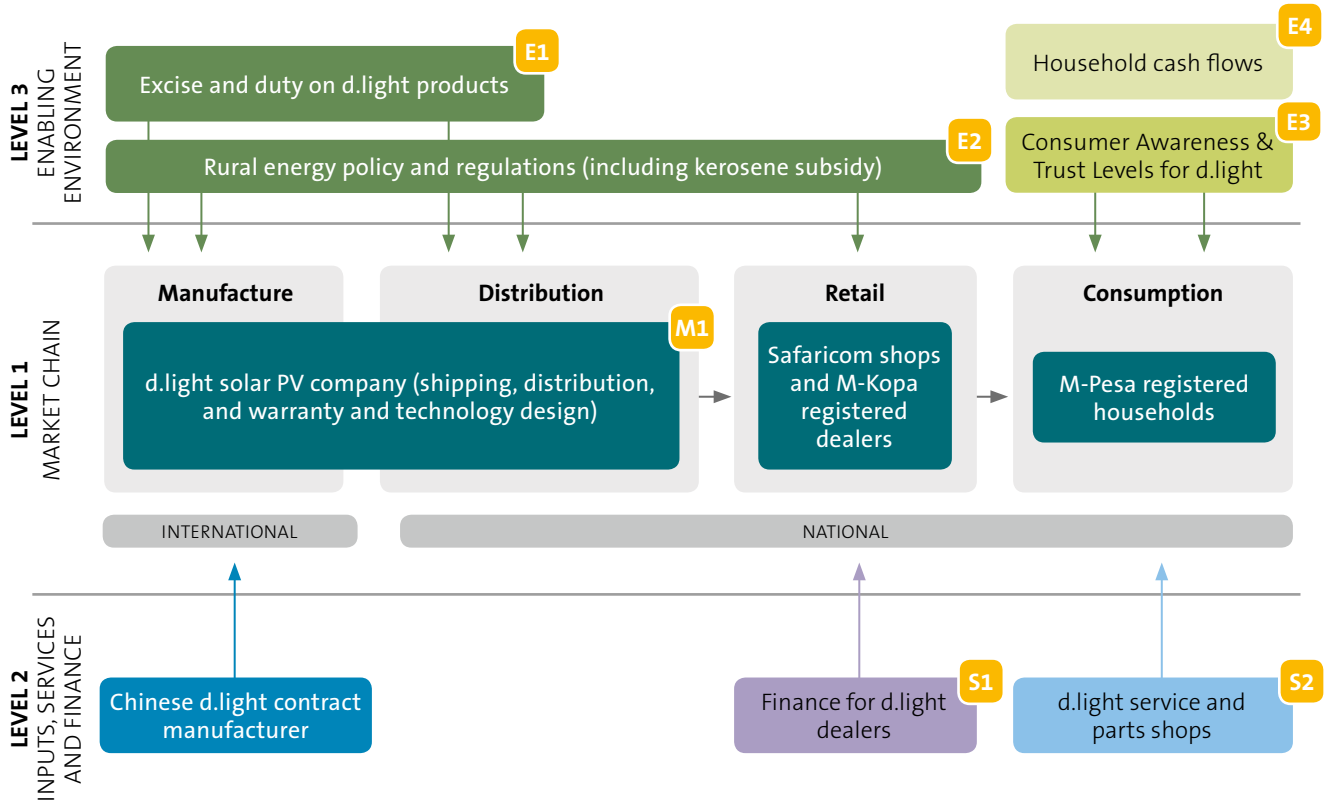 LEVEL 3
ENABLING
ENVIRONMENT
E1
Excise and duty on d.light products
E2
Rural energy policy and regulations (including kerosene subsidy)
E4
Household cash flows
E3
Consumer Awareness &
Trust Levels for d.light
LEVEL 1
MARKET CHAIN
Manufacture
Distribution
Retail
Consumption
M1
d.light solar PV company (shipping, distribution,
and warranty and technology design)
Safaricom shops
and M-Kopa
registered
dealers
M-Pesa registered
households
INTERNATIONAL
NATIONAL
LEVEL 2
INPUTS, SERVICES
AND FINANCE
Chinese d.light contract
manufacturer
S1
Finance for d.light
dealers
S2
d.light service and
parts shops